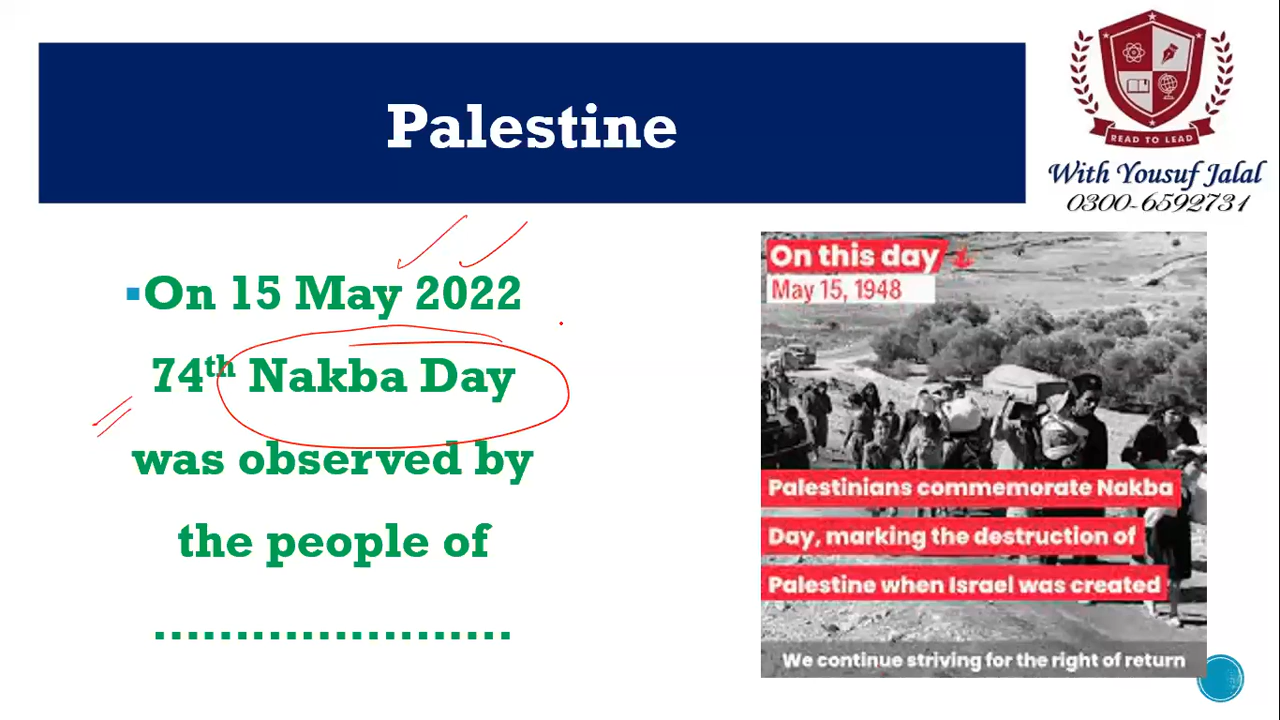 Palestine
READ TO LEAD
With Yousuf Jalal
0300-6592731
▪On 15 May 2022
74th Nakba Day
was observed by
the people of
......................
On this day
May 15, 1948
Palestinians commemorate Nakba
Day, marking the destruction of
Palestine when Israel was created
We continue striving for the right of return